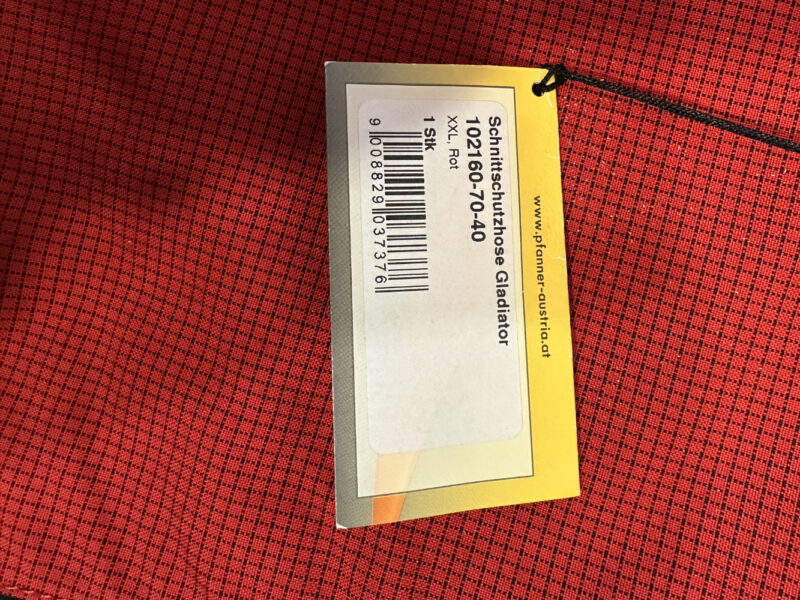 www.pfanner-austria.at
Schnittschutzhose Gladiator
102160-70-40
XXL, Rot
1 Stk
9 008829 037376